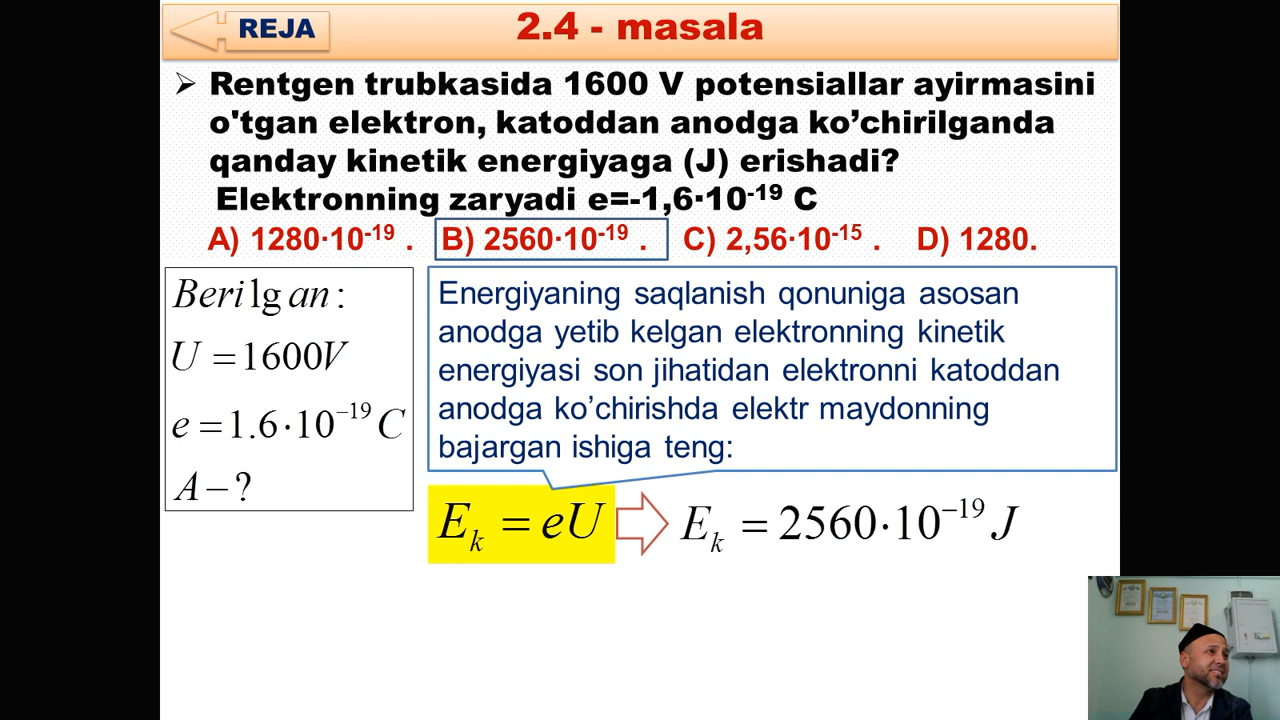 REJA
2.4 - masala
➢ Rentgen trubkasida 1600 V potensiallar ayirmasini
o'tgan elektron, katoddan anodga ko’chirilganda
qanday kinetik energiyaga (J) erishadi?
Elektronning zaryadi e=-1,6·10⁻¹⁹ C
A) 1280·10⁻¹⁹ . B) 2560·10⁻¹⁹ . C) 2,56·10⁻¹⁵ . D) 1280.
Berilgan:
U = 1600V
e = 1.6·10⁻¹⁹ C
A – ?
Energiyaning saqlanish qonuniga asosan
anodga yetib kelgan elektronning kinetik
energiyasi son jihatidan elektronni katoddan
anodga ko’chirishda elektr maydonning
bajargan ishiga teng:
Eₖ = eU
Eₖ = 2560·10⁻¹⁹ J